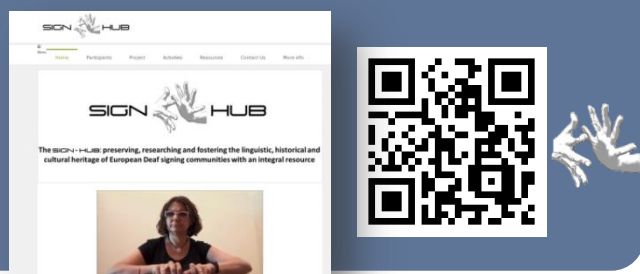 SIGN HUB
Menu
Home Participants Project Activities Resources Contact Us More info
SIGN HUB
The SIGN-HUB: preserving, researching and fostering the linguistic, historical and
cultural heritage of European Deaf signing communities with an integral resource